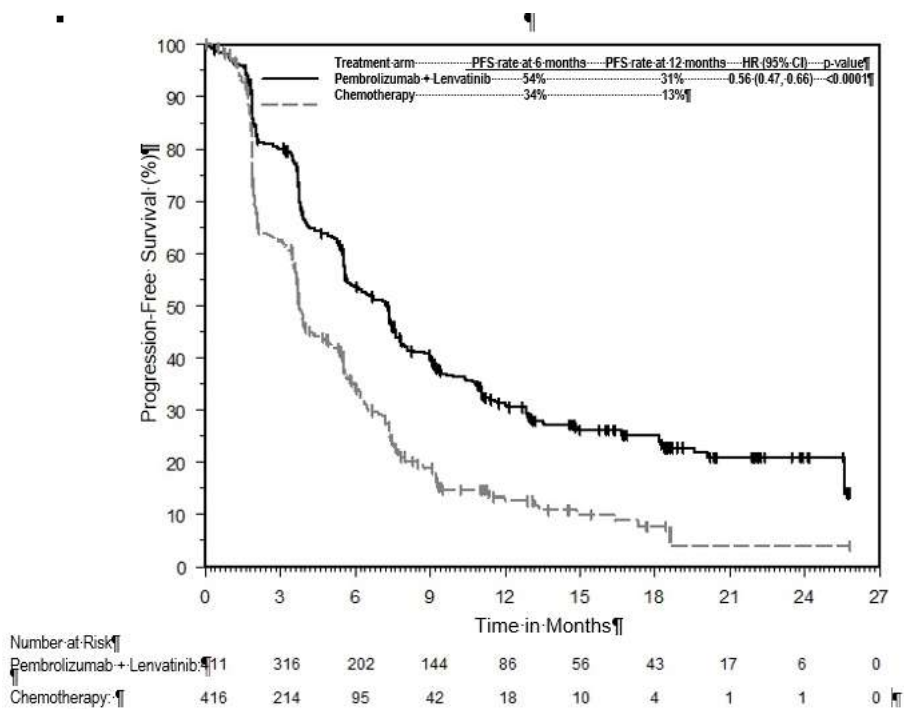 ▪ ¶
Treatment·arm PFS·rate·at·6·months PFS·rate·at·12·months HR·(95%·CI) p-value¶
Pembrolizumab·+·Lenvatinib 54% 31% 0.56·(0.47,·0.66) <0.0001¶
Chemotherapy 34% 13%¶
Progression-Free·Survival·(%)¶
100
90
80
70
60
50
40
30
20
10
0
0 3 6 9 12 15 18 21 24 27
Time·in·Months¶
Number·at·Risk¶
Pembrolizumab·+·Lenvatinib:¶ 411 316 202 144 86 56 43 17 6 0
¶
Chemotherapy:·¶ 416 214 95 42 18 10 4 1 1 0 ¶